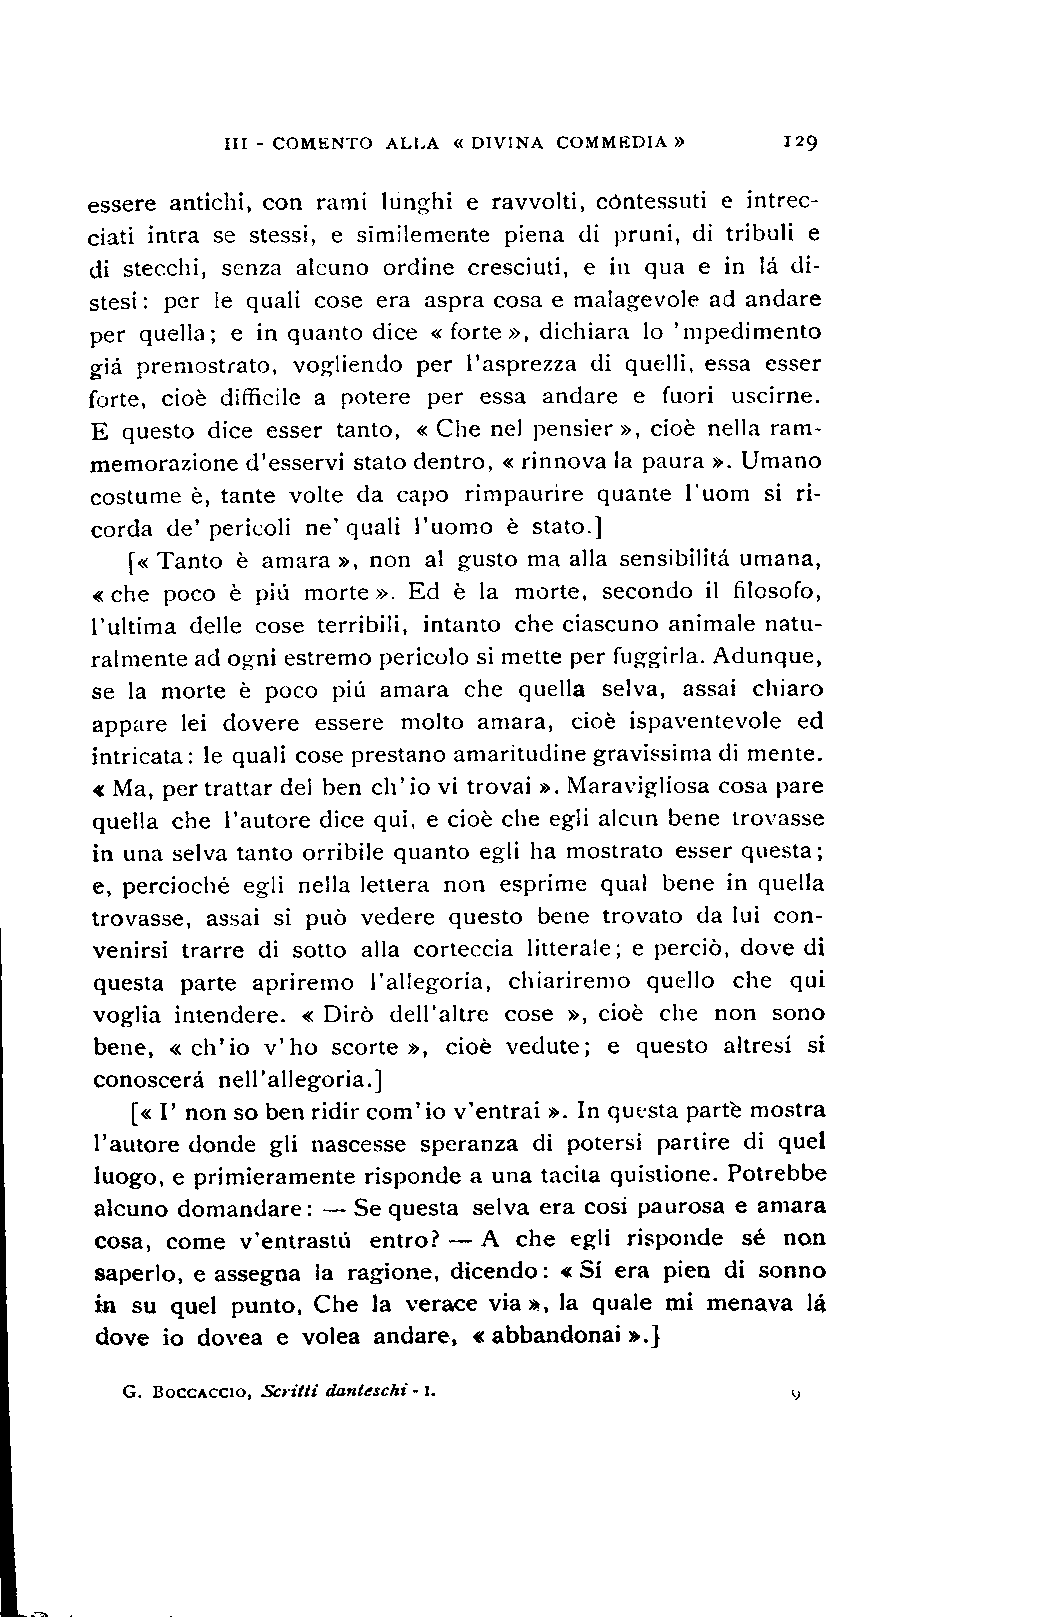 III - COMENTO ALLA « DIVINA COMMEDIA » 129
essere antichi, con rami lunghi e ravvolti, contessuti e intrec-
ciati intra se stessi, e similemente piena di pruni, di tribuli e
di stecchi, senza alcuno ordine cresciuti, e in qua e in lá di-
stesi: per le quali cose era aspra cosa e malagevole ad andare
per quella; e in quanto dice « forte », dichiara lo 'mpedimento
giá premostrato, vogliendo per l'asprezza di quelli, essa esser
forte, cioè difficile a potere per essa andare e fuori uscirne.
E questo dice esser tanto, « Che nel pensier », cioè nella ram-
memorazione d'esservi stato dentro, « rinnova la paura ». Umano
costume è, tante volte da capo rimpaurire quante l'uom si ri-
corda de' pericoli ne' quali l'uomo è stato.]
[« Tanto è amara », non al gusto ma alla sensibilitá umana,
« che poco è piú morte ». Ed è la morte, secondo il filosofo,
l'ultima delle cose terribili, intanto che ciascuno animale natu-
ralmente ad ogni estremo pericolo si mette per fuggirla. Adunque,
se la morte è poco piú amara che quella selva, assai chiaro
appare lei dovere essere molto amara, cioè ispaventevole ed
intricata: le quali cose prestano amaritudine gravissima di mente.
« Ma, per trattar del ben ch'io vi trovai ». Maravigliosa cosa pare
quella che l'autore dice qui, e cioè che egli alcun bene trovasse
in una selva tanto orribile quanto egli ha mostrato esser questa;
e, percioché egli nella lettera non esprime qual bene in quella
trovasse, assai si può vedere questo bene trovato da lui con-
venirsi trarre di sotto alla corteccia litterale; e perciò, dove di
questa parte apriremo l'allegoria, chiariremo quello che qui
voglia intendere. « Dirò dell'altre cose », cioè che non sono
bene, « ch'io v'ho scorte », cioè vedute; e questo altresí si
conoscerá nell'allegoria.]
[« I' non so ben ridir com'io v'entrai ». In questa parte mostra
l'autore donde gli nascesse speranza di potersi partire di quel
luogo, e primieramente risponde a una tacita quistione. Potrebbe
alcuno domandare: — Se questa selva era cosi paurosa e amara
cosa, come v'entrastú entro? — A che egli risponde sé non
saperlo, e assegna la ragione, dicendo: « Sí era pien di sonno
in su quel punto, Che la verace via », la quale mi menava lá
dove io dovea e volea andare, « abbandonai ».]
G. BOCCACCIO, Scritti danteschi - I. 9